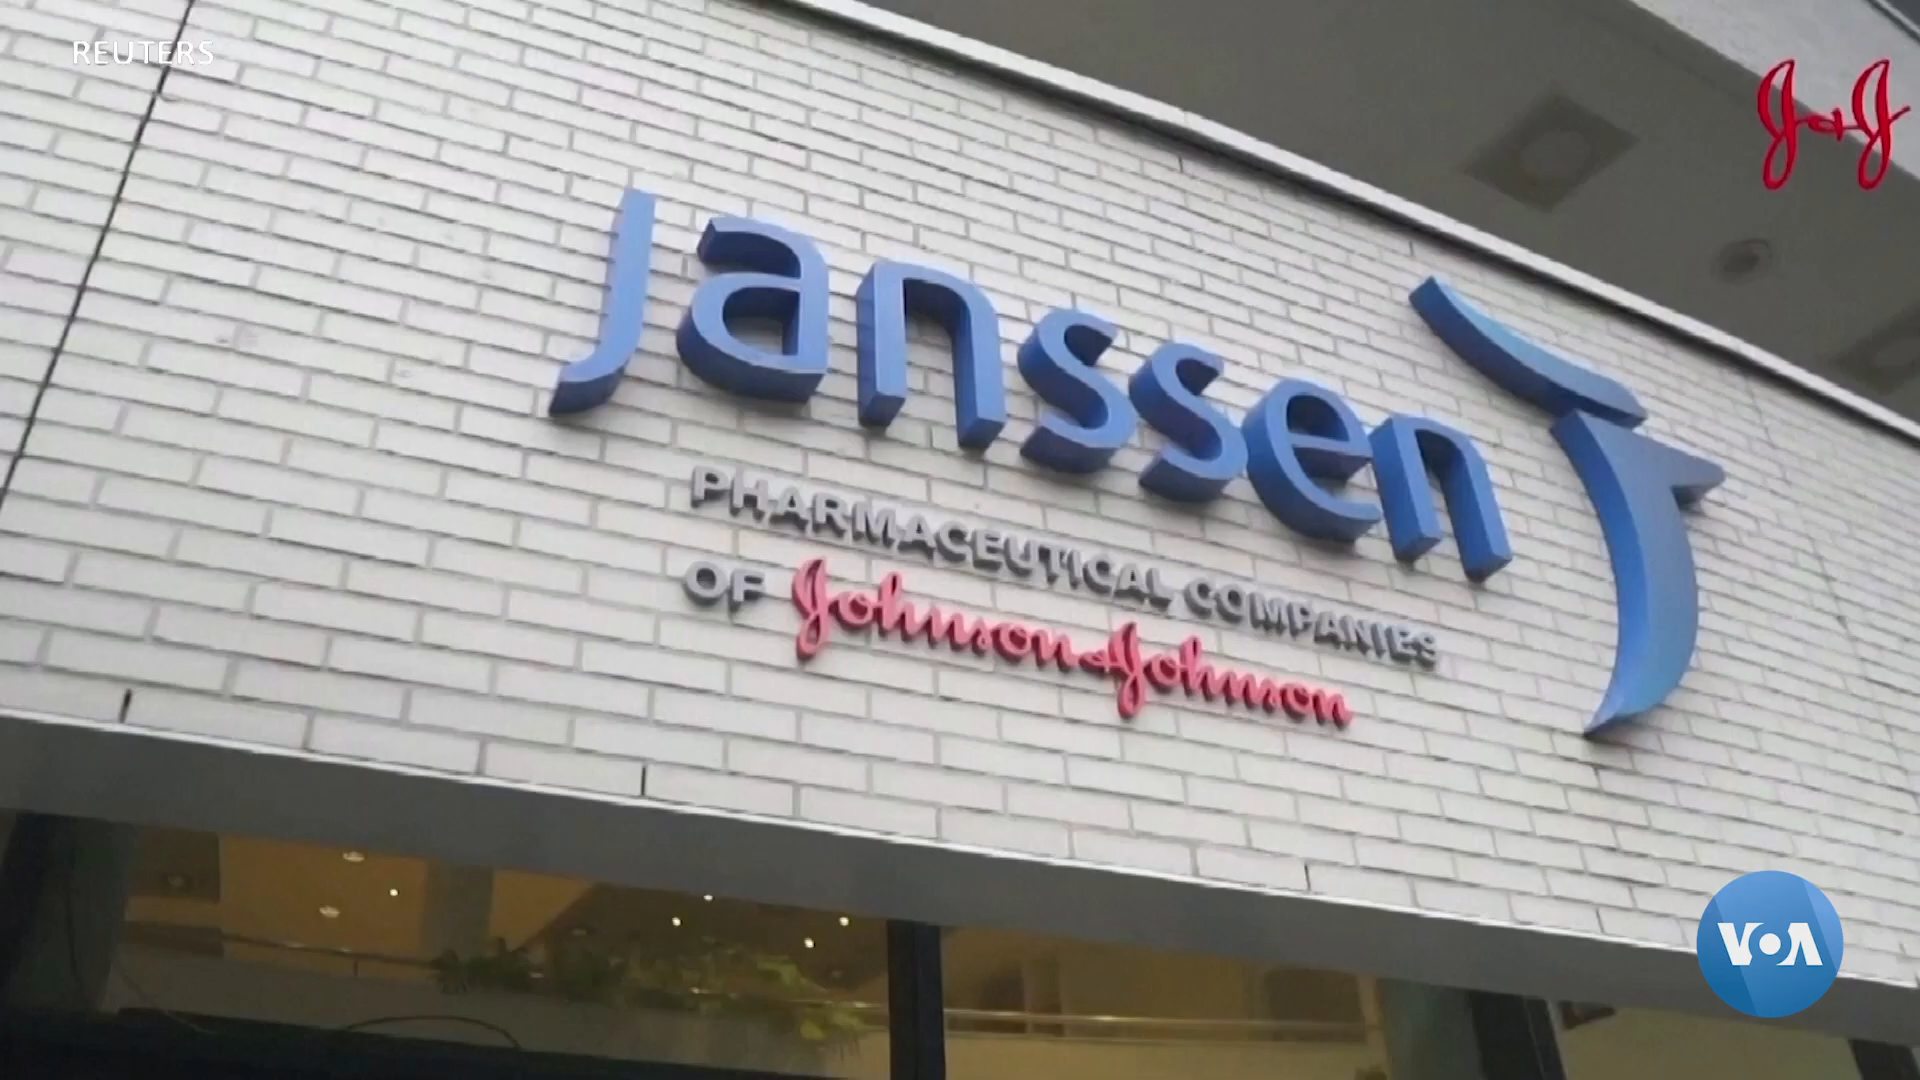 REUTERS
J&J
Janssen
PHARMACEUTICAL COMPANIES
OF Johnson&Johnson
VOA